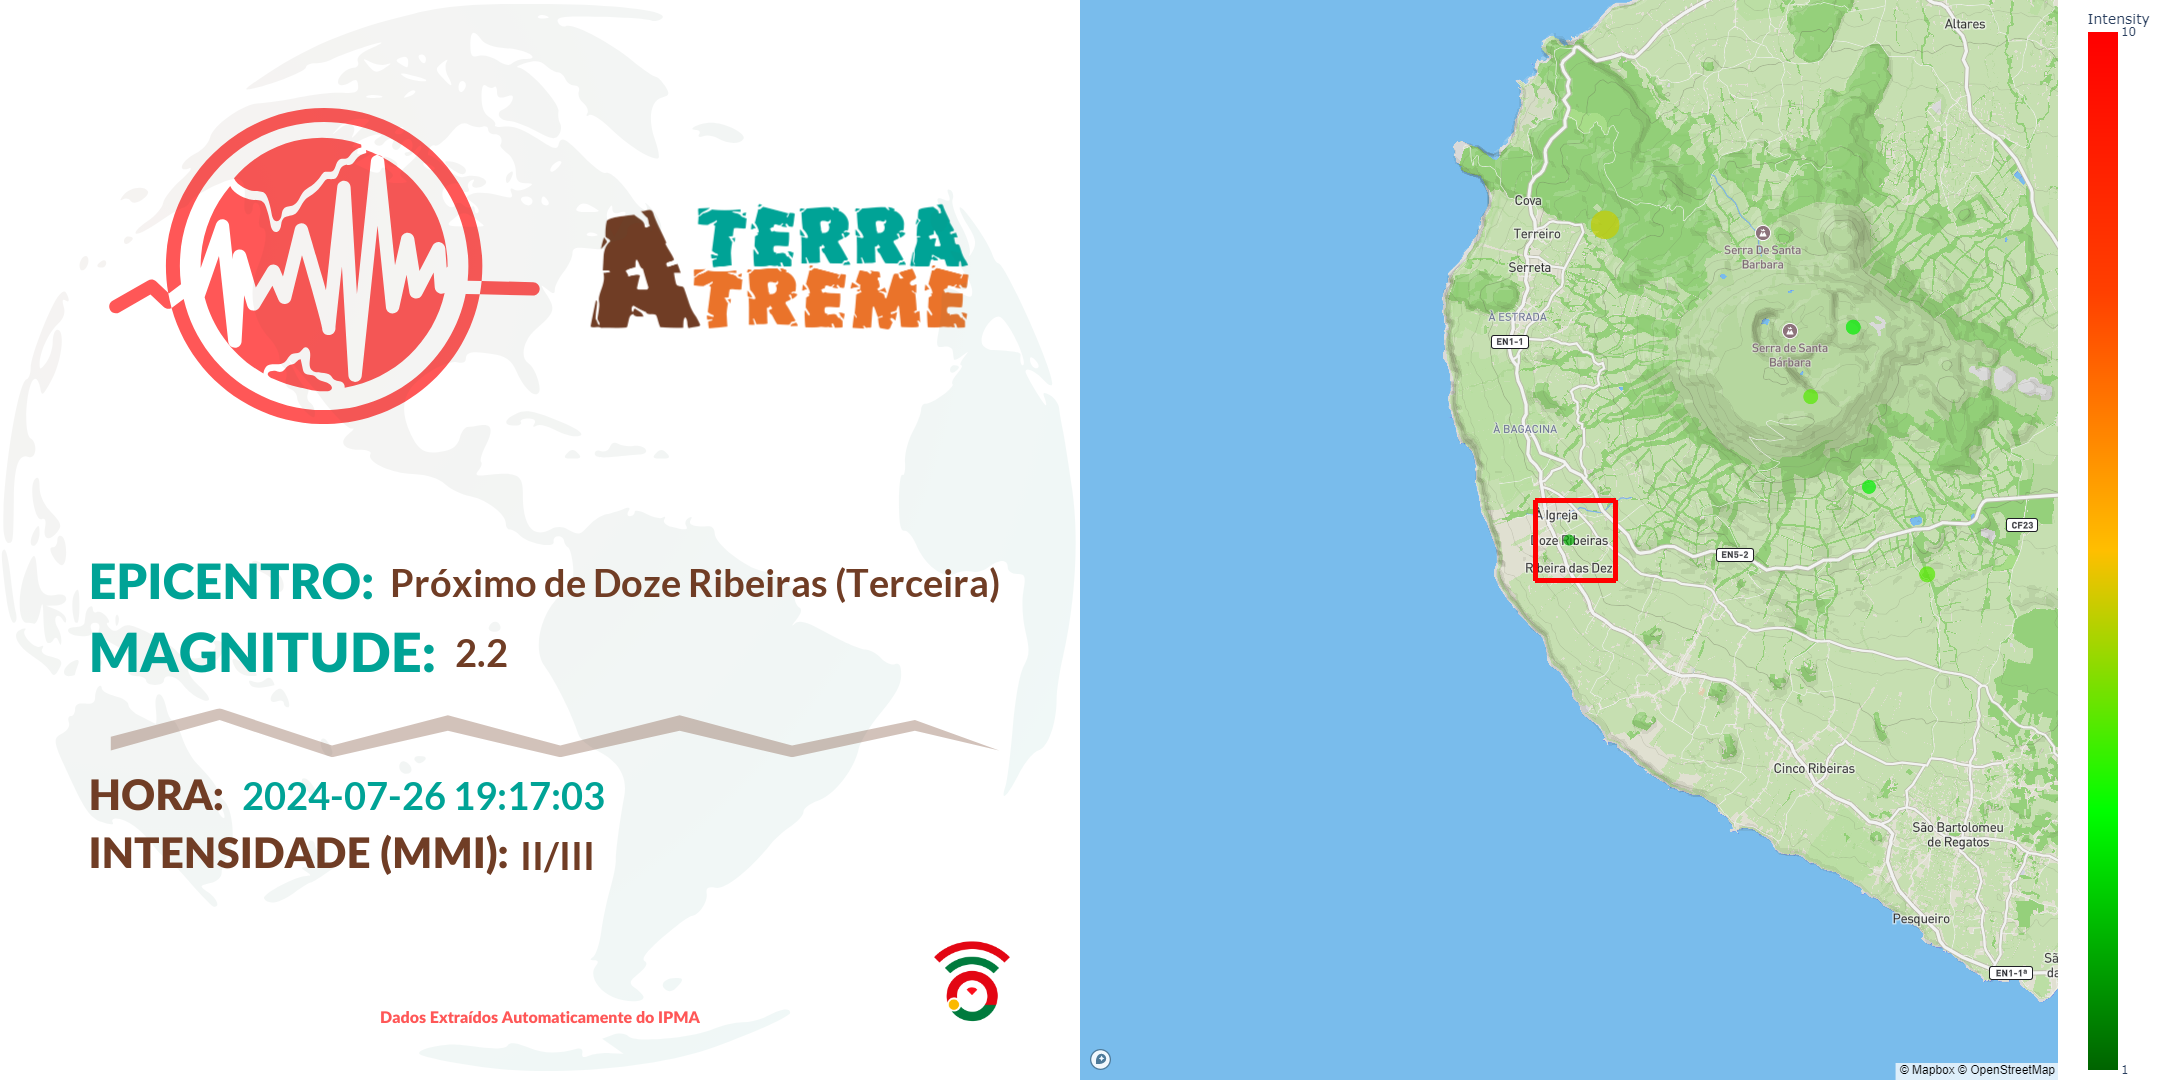 A TERRA
TREME
EPICENTRO: Próximo de Doze Ribeiras (Terceira)
MAGNITUDE: 2.2
HORA: 2024-07-26 19:17:03
INTENSIDADE (MMI): II/III
Dados Extraídos Automaticamente do IPMA
Altares
Cova
Terreiro
Serreta
Serra De Santa
Bárbara
À ESTRADA
EN1-1
Serra de Santa
Bárbara
À BAGACINA
À Igreja
Doze Ribeiras
Ribeira das Dez
CF23
EN5-2
Cinco Ribeiras
São Bartolomeu
de Regatos
Pesqueiro
Sã
da
EN1-1ª
© Mapbox © OpenStreetMap
Intensity
10
1